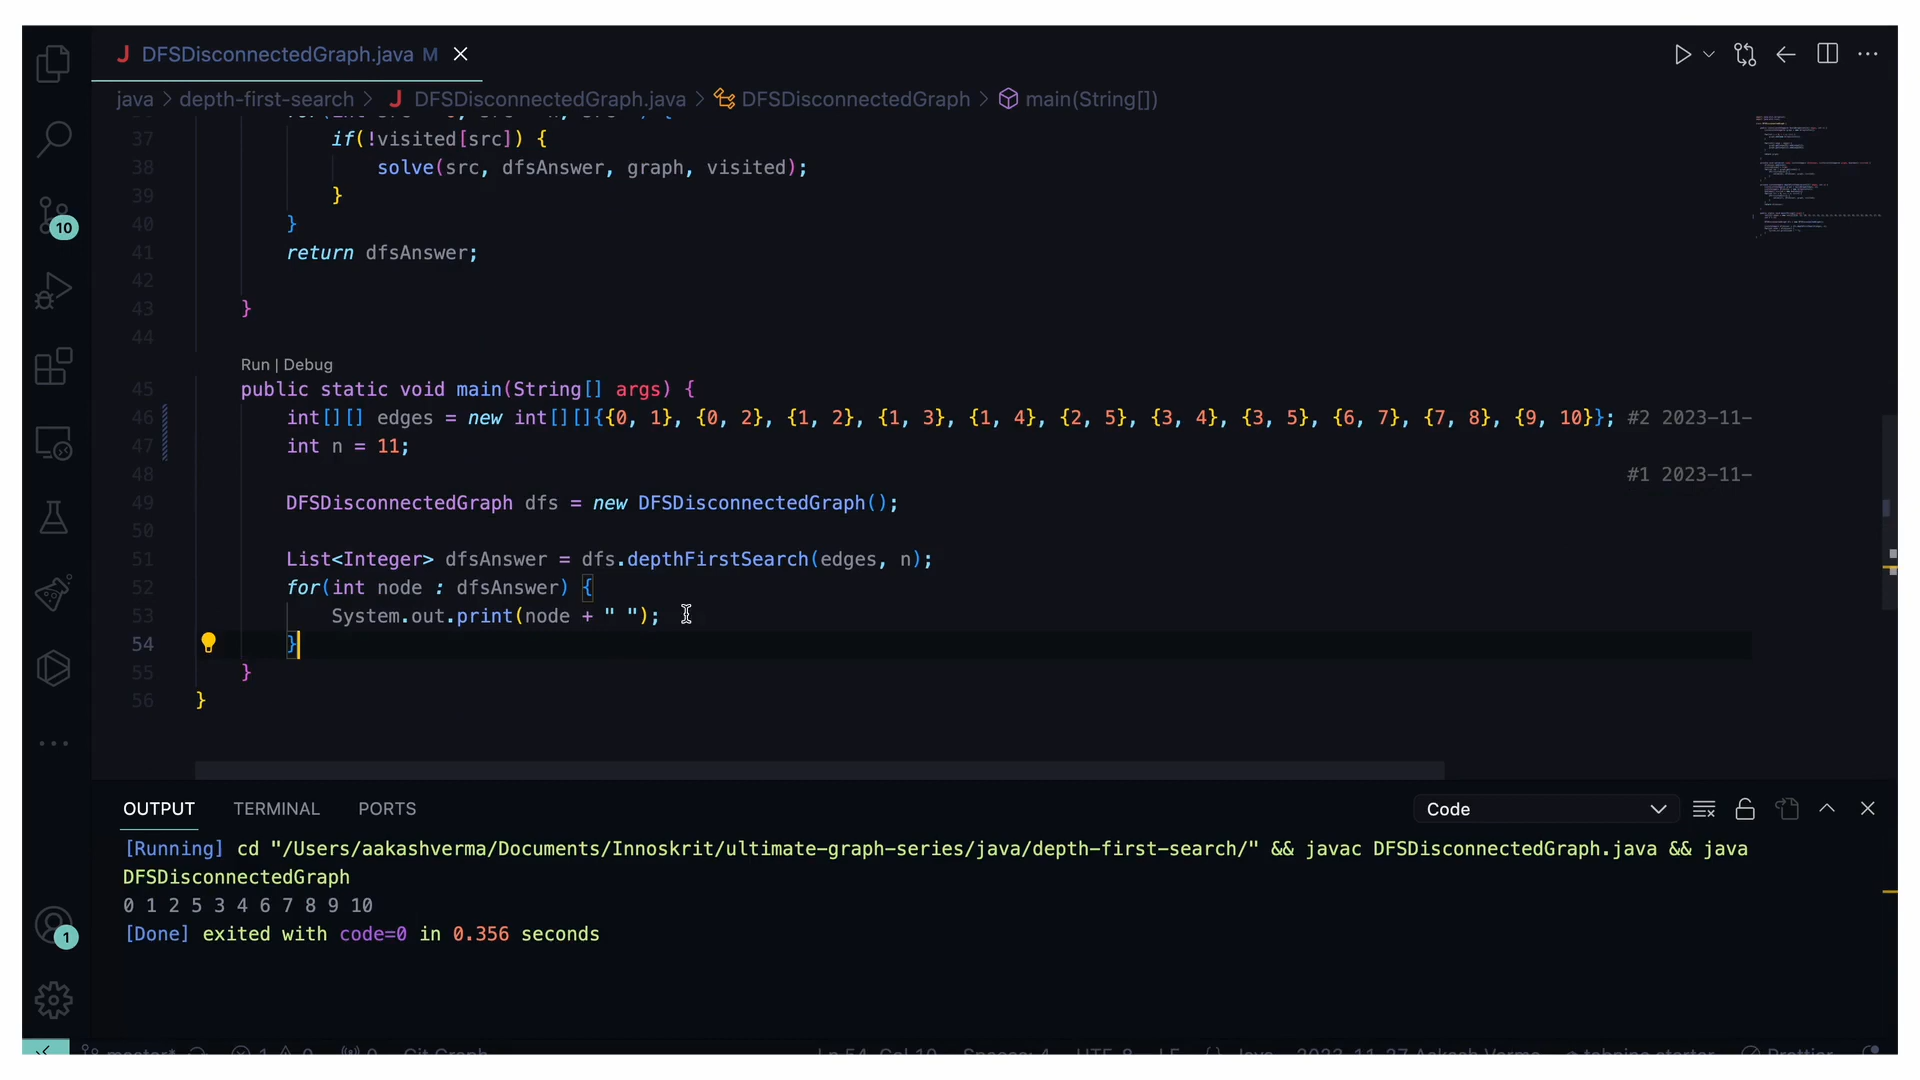 DFSDisconnectedGraph.java M
java > depth-first-search > DFSDisconnectedGraph.java > DFSDisconnectedGraph > main(String[])
37 if(!visited[src]) {
38 solve(src, dfsAnswer, graph, visited);
39 }
40 }
41 return dfsAnswer;
42
43 }
44
Run | Debug
45 public static void main(String[] args) {
46 int[][] edges = new int[][]{{0, 1}, {0, 2}, {1, 2}, {1, 3}, {1, 4}, {2, 5}, {3, 4}, {3, 5}, {6, 7}, {7, 8}, {9, 10}}; #2 2023-11-
47 int n = 11;
48 #1 2023-11-
49 DFSDisconnectedGraph dfs = new DFSDisconnectedGraph();
50
51 List<Integer> dfsAnswer = dfs.depthFirstSearch(edges, n);
52 for(int node : dfsAnswer) {
53 System.out.print(node + " ");
54 }
55 }
56 }
10
1
OUTPUT TERMINAL PORTS Code
[Running] cd "/Users/aakashverma/Documents/Innoskrit/ultimate-graph-series/java/depth-first-search/" && javac DFSDisconnectedGraph.java && java
DFSDisconnectedGraph
0 1 2 5 3 4 6 7 8 9 10
[Done] exited with code=0 in 0.356 seconds